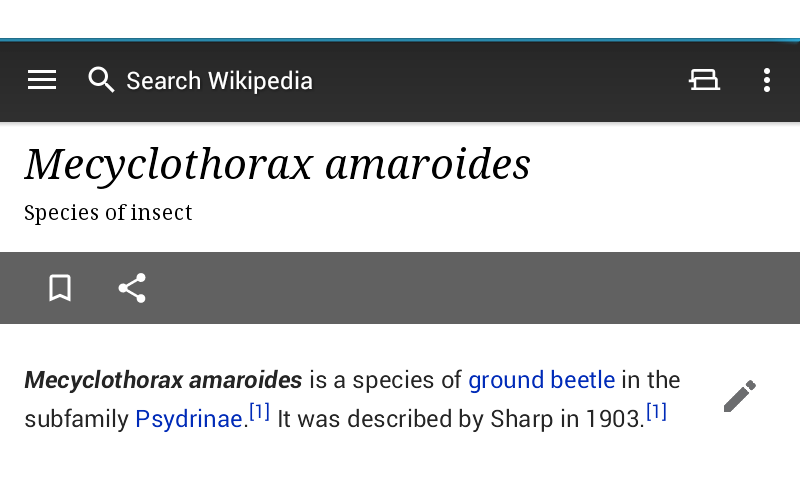 Search Wikipedia
Mecyclothorax amaroides
Species of insect
Mecyclothorax amaroides is a species of ground beetle in the
subfamily Psydrinae.[1] It was described by Sharp in 1903.[1]